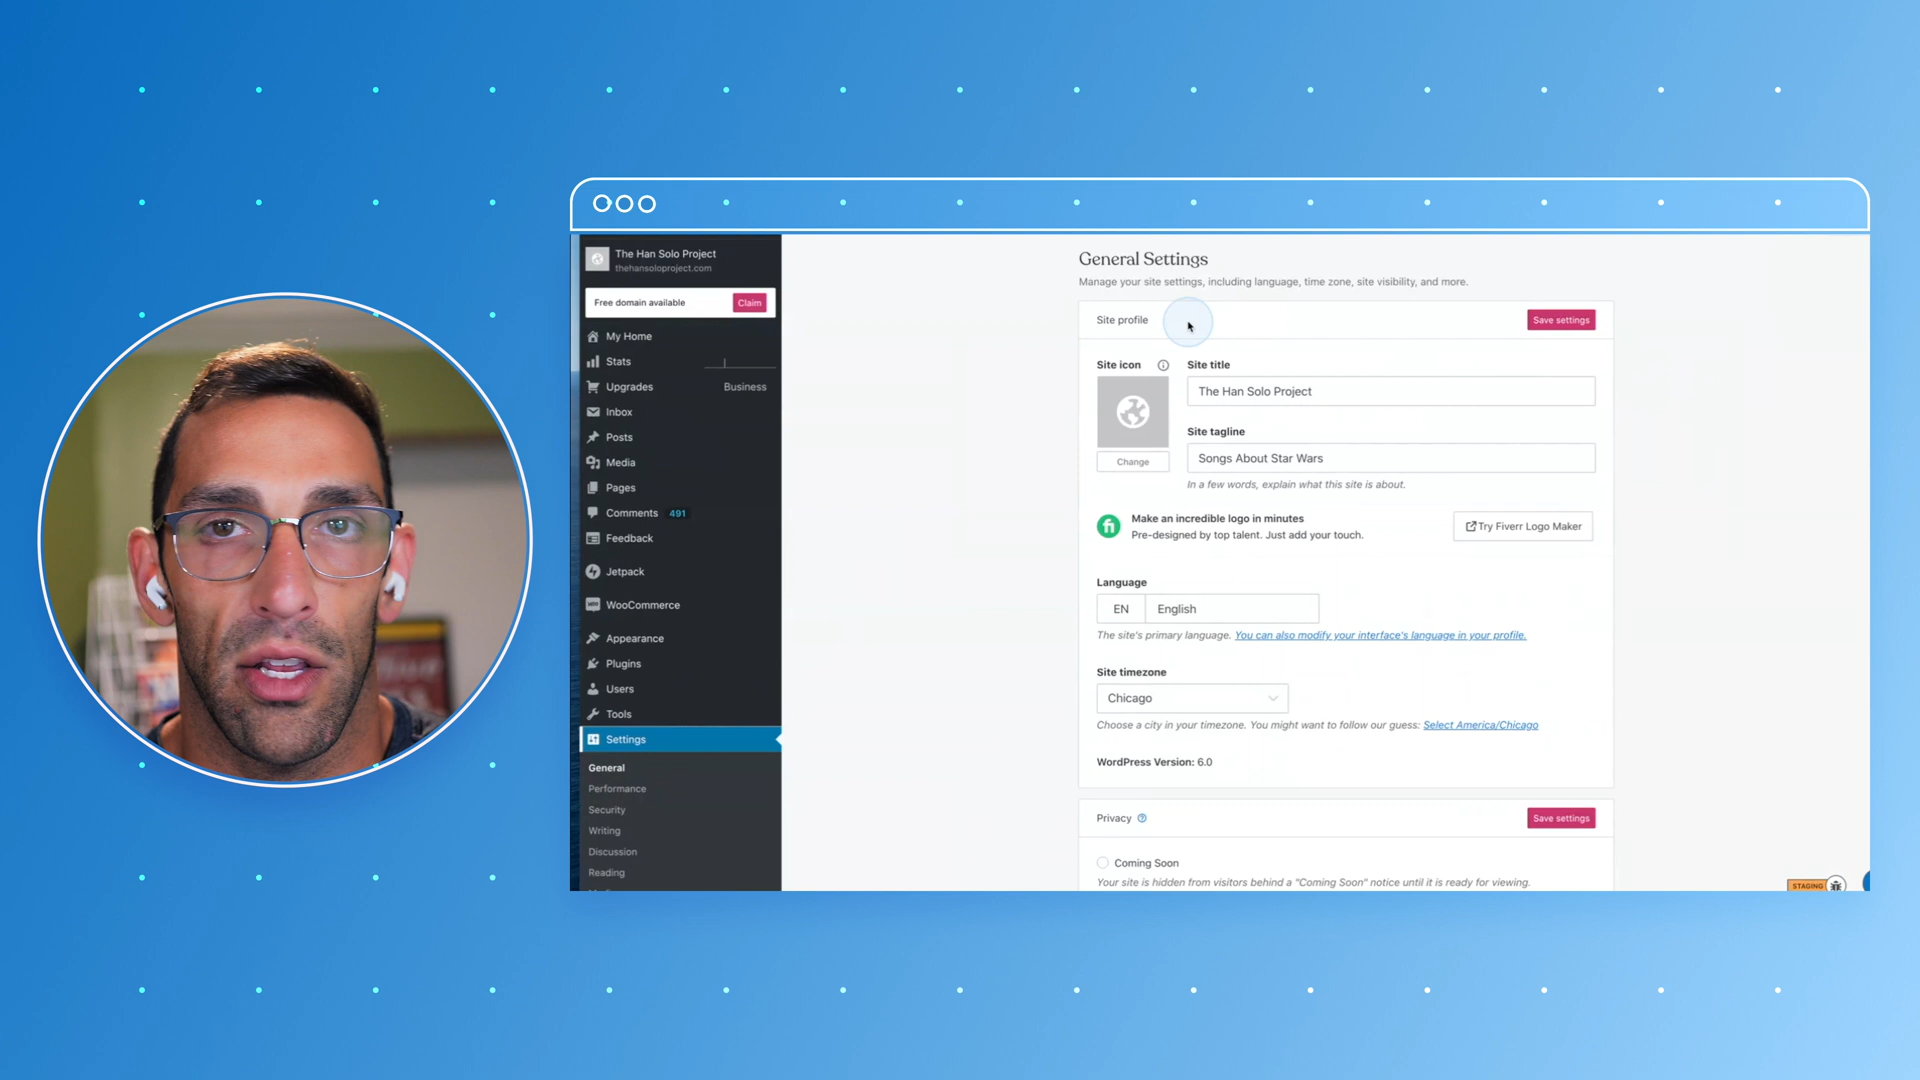 The Han Solo Project
thehansoloproject.com
Free domain available
Claim
My Home
Stats
Upgrades
Business
Inbox
Posts
Media
Pages
Comments 491
Feedback
Jetpack
WooCommerce
Appearance
Plugins
Users
Tools
Settings
General
Performance
Security
Writing
Discussion
Reading
General Settings
Manage your site settings, including language, time zone, site visibility, and more.
Site profile
Save settings
Site icon
Change
Site title
The Han Solo Project
Site tagline
Songs About Star Wars
In a few words, explain what this site is about.
fi
Make an incredible logo in minutes
Pre-designed by top talent. Just add your touch.
Try Fiverr Logo Maker
Language
EN English
The site's primary language. You can also modify your interface's language in your profile.
Site timezone
Chicago
Choose a city in your timezone. You might want to follow our guess: Select America/Chicago
WordPress Version: 6.0
Privacy
Save settings
Coming Soon
Your site is hidden from visitors behind a "Coming Soon" notice until it is ready for viewing.
STAGING